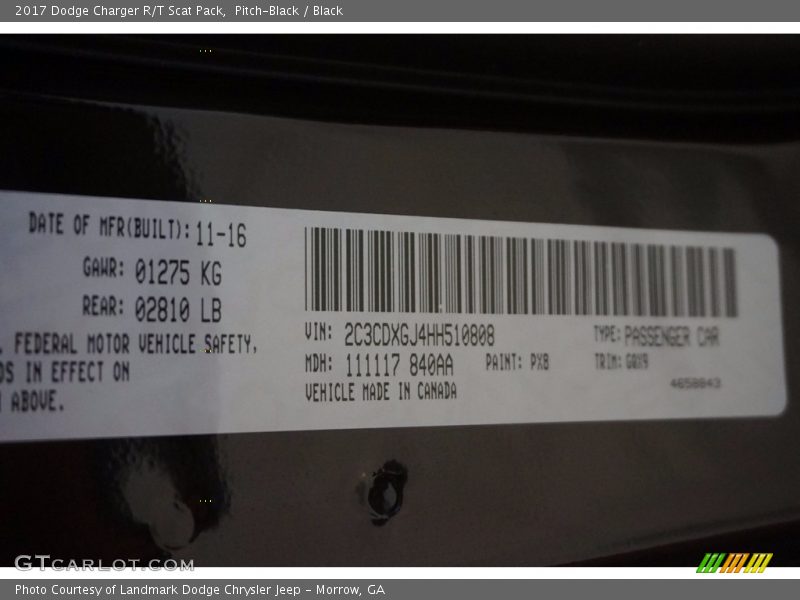 2017 Dodge Charger R/T Scat Pack, Pitch-Black / Black
DATE OF MFR(BUILT): 11-16
GAWR: 01275 KG
REAR: 02810 LB
FEDERAL MOTOR VEHICLE SAFETY,
IN EFFECT ON
ABOVE.
VIN: 2C3CDXGJ4HH510808
TYPE: PASSENGER CAR
MDH: 111117 840AA
PAINT: PX8
TRIM:
VEHICLE MADE IN CANADA
4658843
GTCARLOT.COM
Photo Courtesy of Landmark Dodge Chrysler Jeep - Morrow, GA